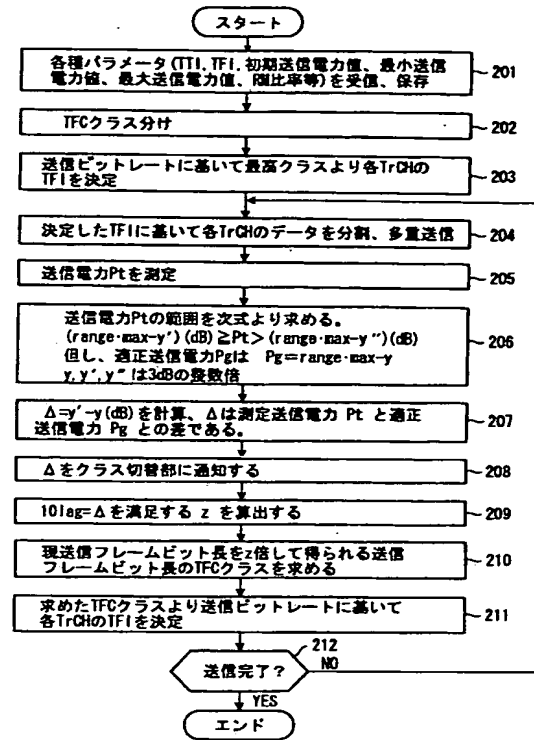 スタート
各種パラメータ(TTI,TFI,初期送信電力値、最小送信
電力値、最大送信電力値、RM比率等)を受信、保存
201
TFCクラス分け
202
送信ビットレートに基いて最高クラスより各TrCHの
TFIを決定
203
決定したTFIに基いて各TrCHのデータを分割、多重送信
204
送信電力Ptを測定
205
送信電力Ptの範囲を次式より求める。
(range・max-y')(dB)≧Pt>(range・max-y'')(dB)
但し、適正送信電力Pgは Pg=range・max-y
y,y',y''は3dBの整数倍
206
Δ=y'-y(dB)を計算、Δは測定送信電力 Pt と適正
送信電力 Pg との差である。
207
Δをクラス切替部に通知する
208
10lag=Δを満足する z を算出する
209
現送信フレームビット長をz倍して得られる送信
フレームビット長のTFCクラスを求める
210
求めたTFCクラスより送信ビットレートに基いて
各TrCHのTFIを決定
211
212
送信完了?
NO
YES
エンド